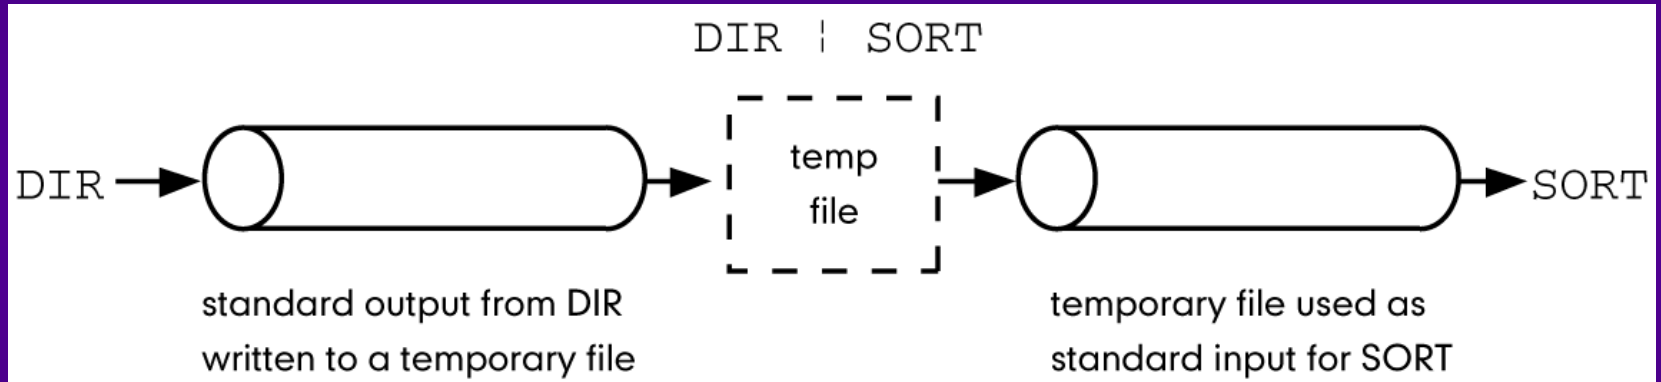 DIR ¦ SORT
DIR
temp
file
SORT
standard output from DIR
written to a temporary file
temporary file used as
standard input for SORT